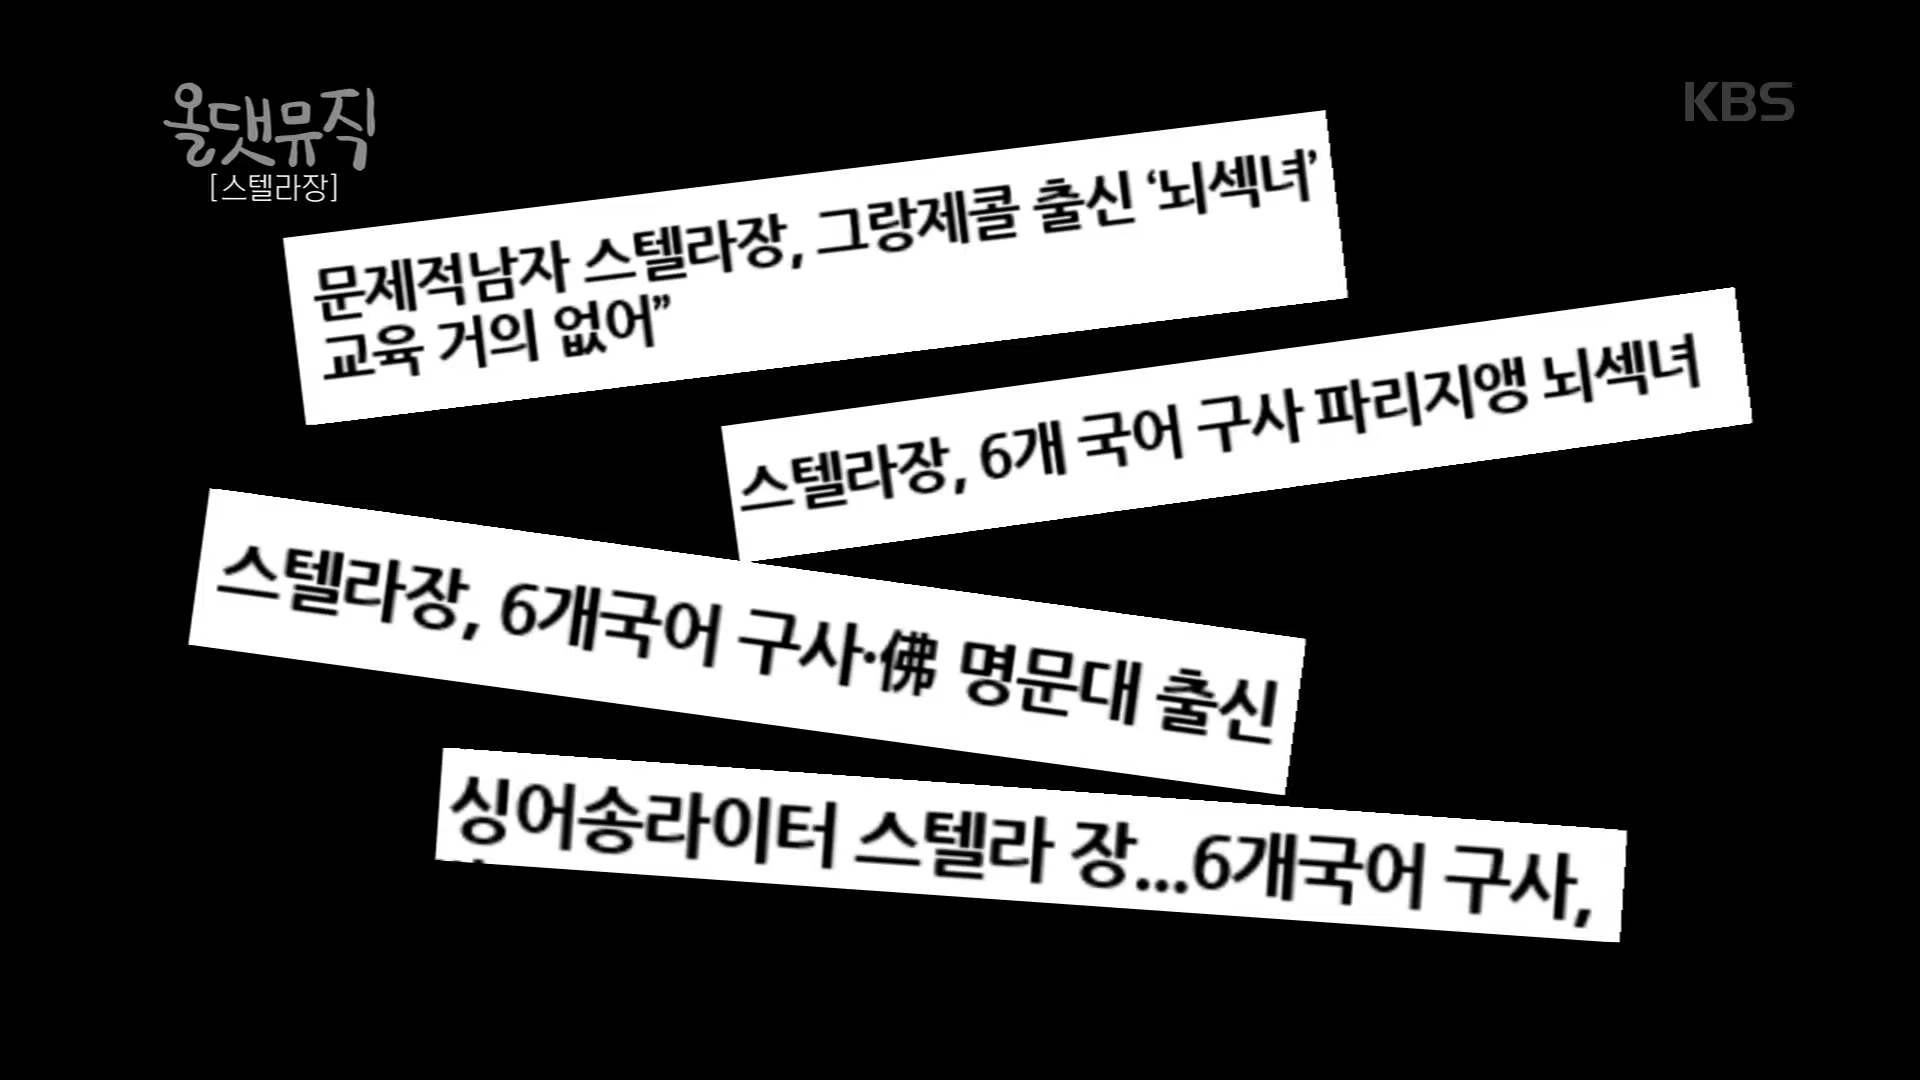 올댓뮤직
[스텔라장]
KBS
문제적남자 스텔라장, 그랑제콜 출신 ‘뇌섹녀’
교육 거의 없어”
스텔라장, 6개 국어 구사 파리지앵 뇌섹녀
스텔라장, 6개국어 구사·佛 명문대 출신
싱어송라이터 스텔라 장...6개국어 구사,